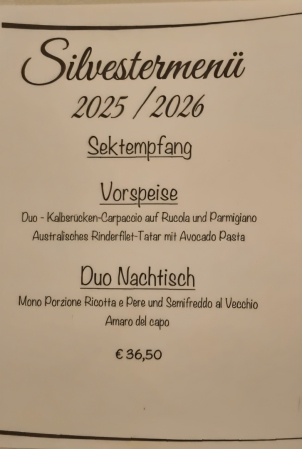 Silvestermenü
2025 / 2026
Sektempfang
Vorspeise
Duo - Kalbsrücken-Carpaccio auf Rucola und Parmigiano
Australisches Rinderfilet-Tatar mit Avocado Pasta
Duo Nachtisch
Mono Porzione Ricotta e Pere und Semifreddo al Vecchio
Amaro del capo
€ 36,50